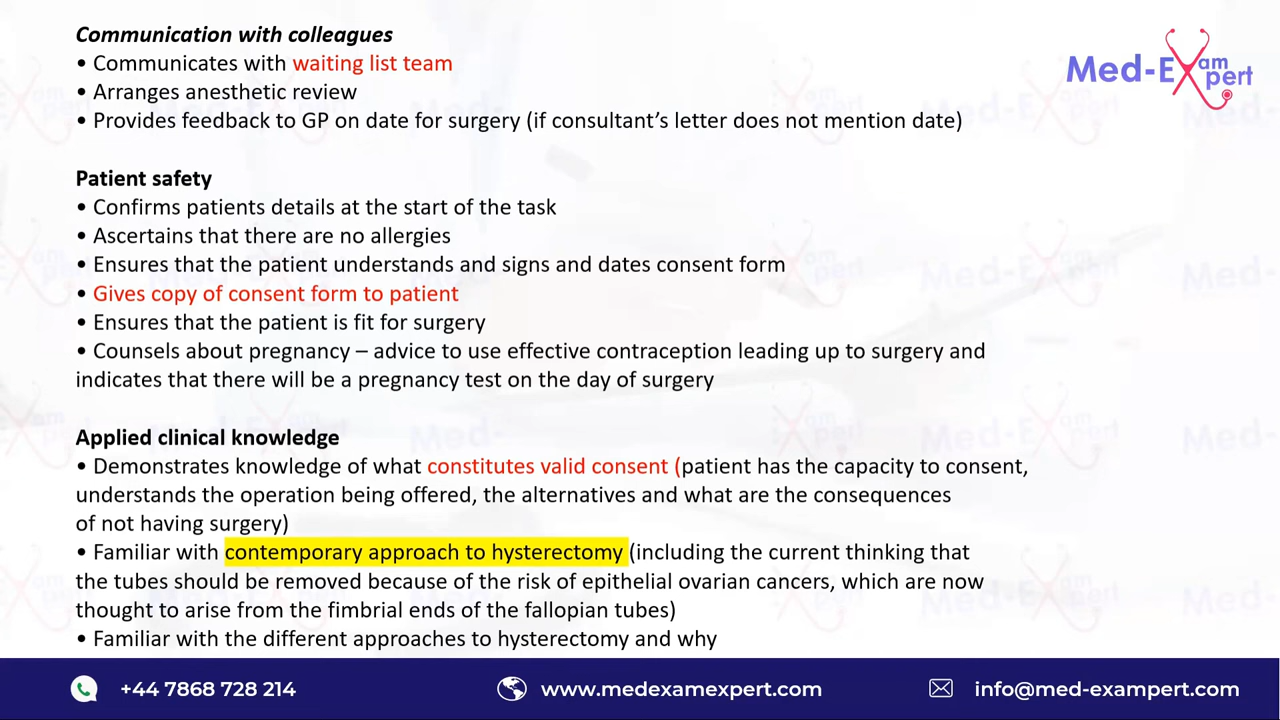 Communication with colleagues
• Communicates with waiting list team
• Arranges anesthetic review
• Provides feedback to GP on date for surgery (if consultant's letter does not mention date)
Med-Exam
pert
Patient safety
• Confirms patients details at the start of the task
• Ascertains that there are no allergies
• Ensures that the patient understands and signs and dates consent form
• Gives copy of consent form to patient
• Ensures that the patient is fit for surgery
• Counsels about pregnancy – advice to use effective contraception leading up to surgery and
indicates that there will be a pregnancy test on the day of surgery
Applied clinical knowledge
• Demonstrates knowledge of what constitutes valid consent (patient has the capacity to consent,
understands the operation being offered, the alternatives and what are the consequences
of not having surgery)
• Familiar with contemporary approach to hysterectomy (including the current thinking that
the tubes should be removed because of the risk of epithelial ovarian cancers, which are now
thought to arise from the fimbrial ends of the fallopian tubes)
• Familiar with the different approaches to hysterectomy and why
+44 7868 728 214
www.medexamexpert.com
info@med-exampert.com